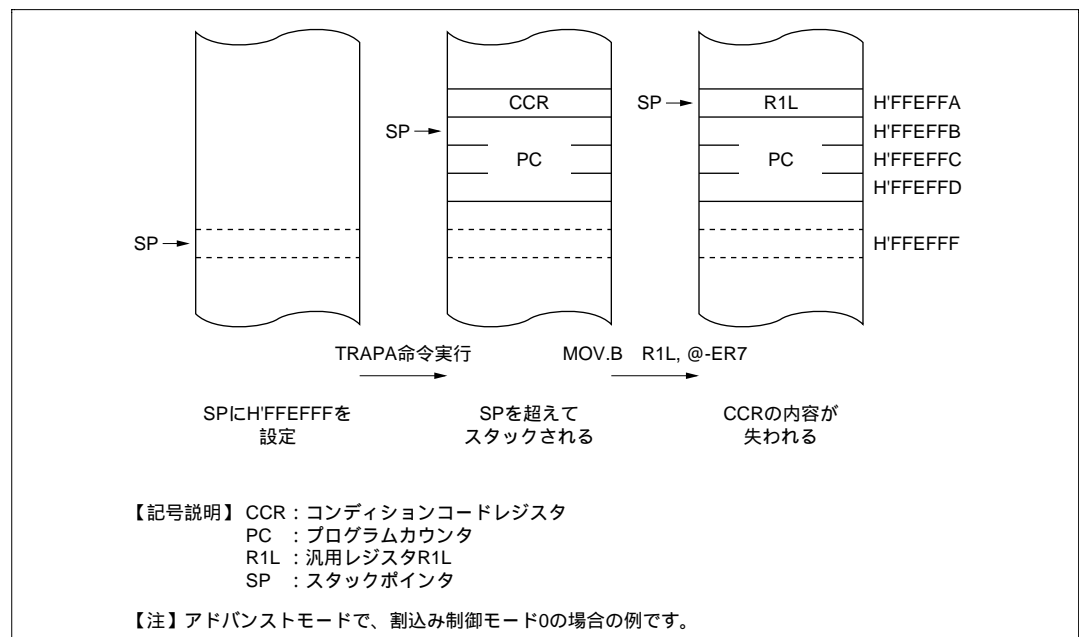 CCR
SP
R1L
H'FFEFFA
SP
H'FFEFFB
PC
PC
H'FFEFFC
H'FFEFFD
SP
H'FFEFFF
TRAPA命令実行
MOV.B R1L, @-ER7
SPにH'FFEFFFを
設定
SPを超えて
スタックされる
CCRの内容が
失われる
【記号説明】 CCR：コンディションコードレジスタ
PC ：プログラムカウンタ
R1L ：汎用レジスタR1L
SP ：スタックポインタ
【注】アドバンストモードで、割込み制御モード0の場合の例です。